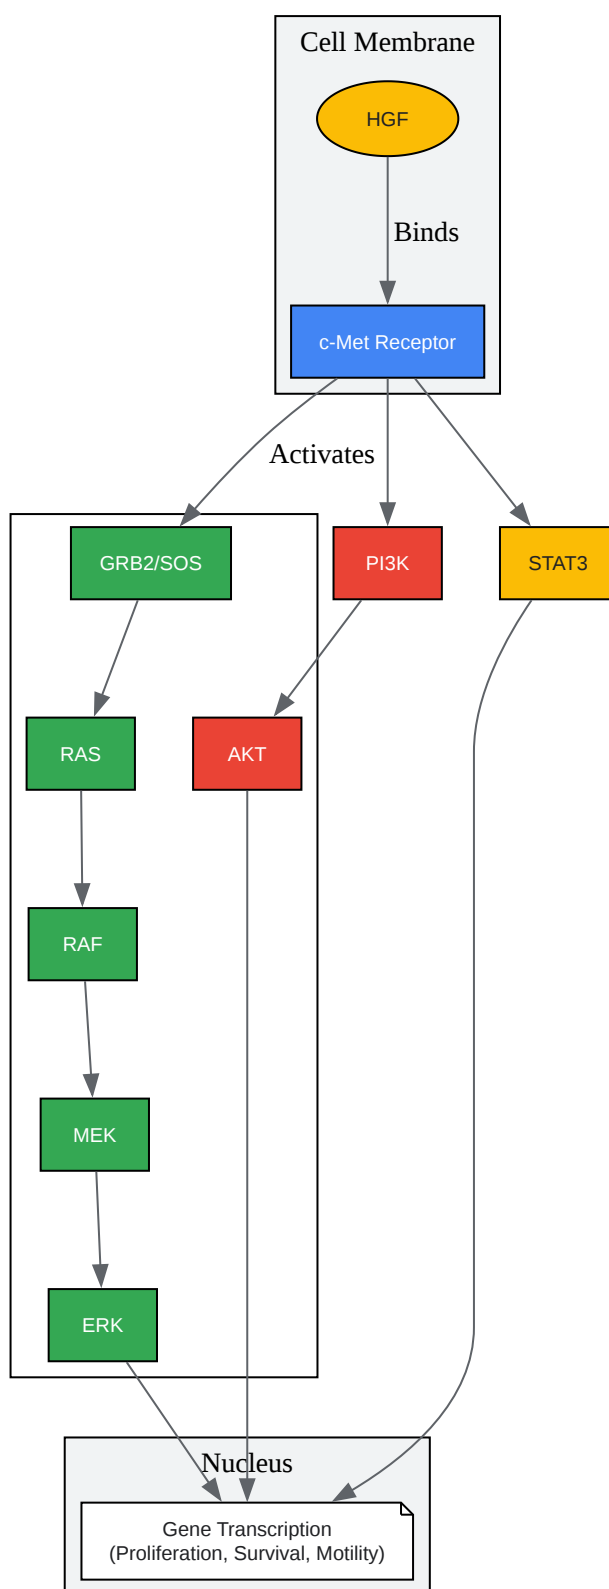 Cell Membrane
HGF
Binds
c-Met Receptor
Activates
GRB2/SOS
PI3K
STAT3
RAS
AKT
RAF
MEK
ERK
Nucleus
Gene Transcription
(Proliferation, Survival, Motility)